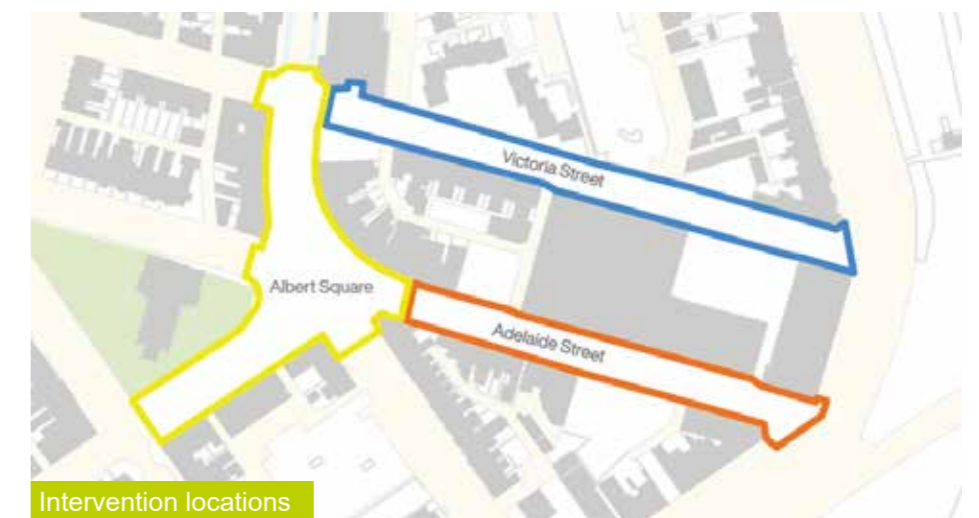 Victoria Street
Albert Square
Adelaide Street
Intervention locations